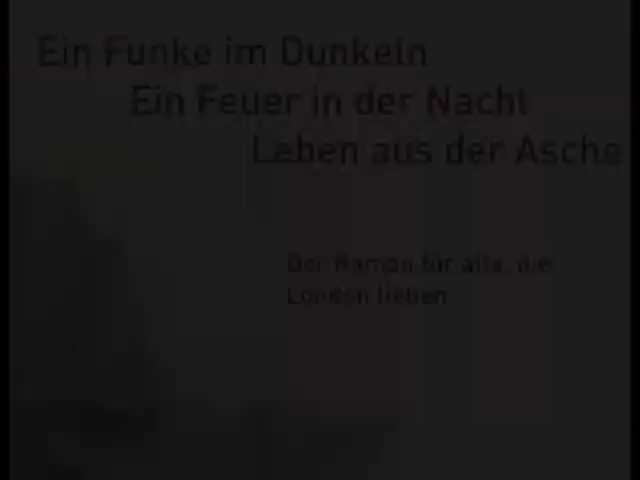 Ein Funke im Dunkeln
Ein Feuer in der Nacht
Leben aus der Asche
Der Roman für alle, die
London lieben